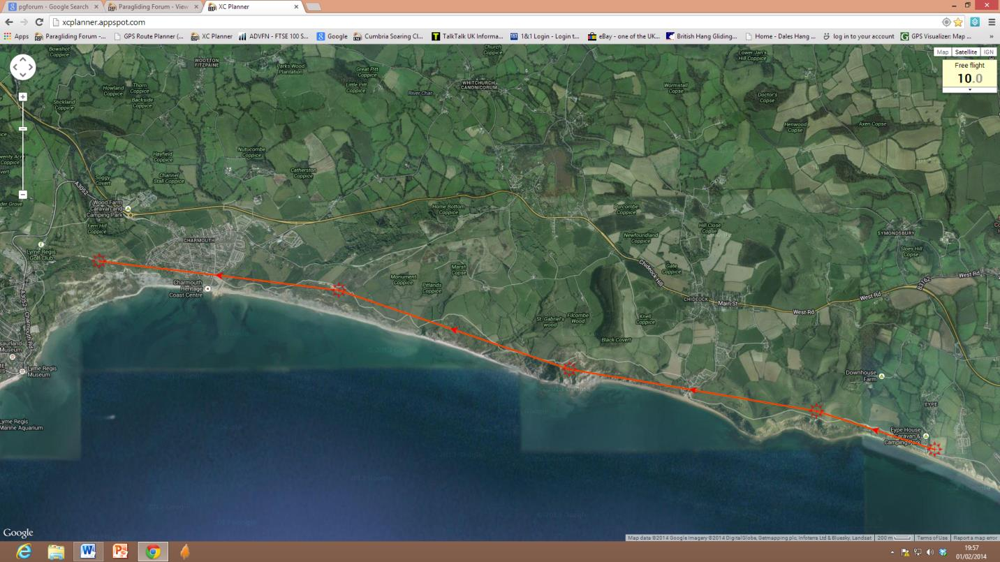 pgforum - Google Search
Paragliding Forum - View
XC Planner
xcplanner.appspot.com
Apps
Paragliding Forum -...
GPS Route Planner (...
XC Planner
ADVFN - FTSE 100 S...
Google
Cumbria Soaring Cl...
TalkTalk UK Informa...
1&1 Login - Login t...
eBay - one of the UK...
British Hang Gliding...
Home - Dales Hang ...
log in to your account
GPS Visualizer: Map ...
»
Map
Satellite
IGN
Free flight
10.0
Bowshot
Coppice
WOOTTON
FITZPAINE
Parks Wood
Plantation
Great Pitt
Coppice
Little Pitt
Coppice
Church
Coppice
Lower Jan's
Hill Coppice
Howland
Coppice
Thorn
Coppice
Backside
Coppice
Stickland
Coppice
River Char
WHITCHURCH
CANONICORUM
Wormstall
Copse
Doctor's
Copse
Henwood
Copse
Axen Copse
Hayfield
Coppice
Nutucombe
Coppice
Channel
Stall Coppice
Catherston
Coppice
Soggy
Covert
A3052
Wood Farm
Caravan and
Camping Park
Fern Hill
Coppice
Home Bottom
Coppice
Purcombe
Coppice
Newfoundland
Coppice
Hill Close
Copse
SYMONDSBURY
Sloes Hill
Copse
Lyme Regis
Golf Club
CHARMOUTH
Marsh
Copse
Monument
Coppice
Pitlands
Coppice
Gate
Coppice
Chideock Hill
West Rd
B3162
Charmouth
Heritage
Coast Centre
A3052
Charmouth Rd
CHIDEOCK
Main St
West Rd
West Rd
St. Gabriel's
wood
Filcombe
Wood
Knell
Coppice
Black Covert
Museum
Lyme Regis
Museum
Downhouse
Farm
EYPE
Lyme Regis
Marine Aquarium
Eype House
Caravan &
Camping Park
Google
Map data ©2014 Google Imagery ©2014 DigitalGlobe, Getmapping plc, Infoterra Ltd & Bluesky, Landsat
200 m
Terms of Use
Report a map error
19:57
01/02/2014